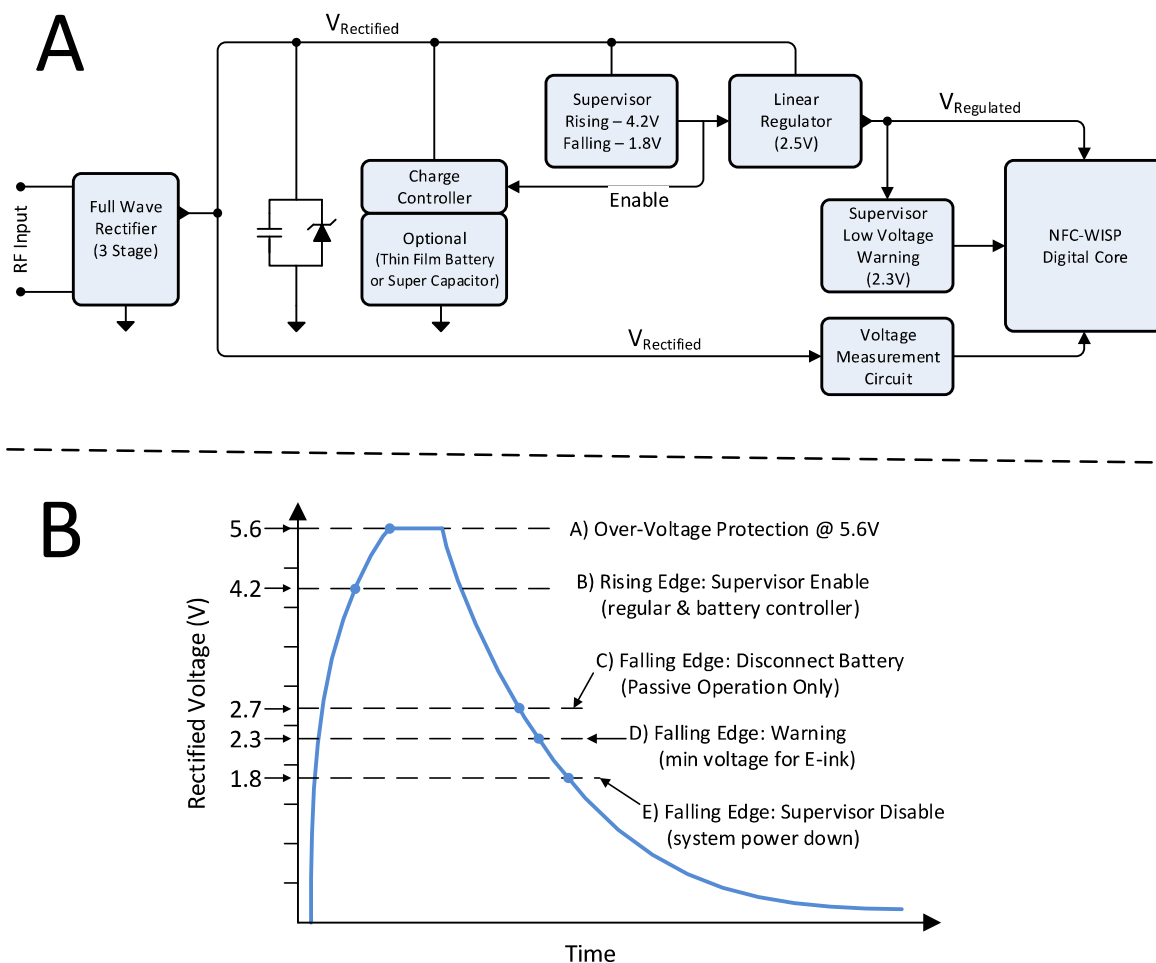 A
VRectified
Supervisor
Rising – 4.2V
Falling – 1.8V
Linear
Regulator
(2.5V)
VRegulated
Charge
Controller
Enable
RF Input
Full Wave
Rectifier
(3 Stage)
Optional
(Thin Film Battery
or Super Capacitor)
Supervisor
Low Voltage
Warning
(2.3V)
NFC-WISP
Digital Core
VRectified
Voltage
Measurement
Circuit
B
Rectified Voltage (V)
5.6
A) Over-Voltage Protection @ 5.6V
4.2
B) Rising Edge: Supervisor Enable
(regular & battery controller)
C) Falling Edge: Disconnect Battery
(Passive Operation Only)
2.7
2.3
D) Falling Edge: Warning
(min voltage for E-ink)
1.8
E) Falling Edge: Supervisor Disable
(system power down)
Time